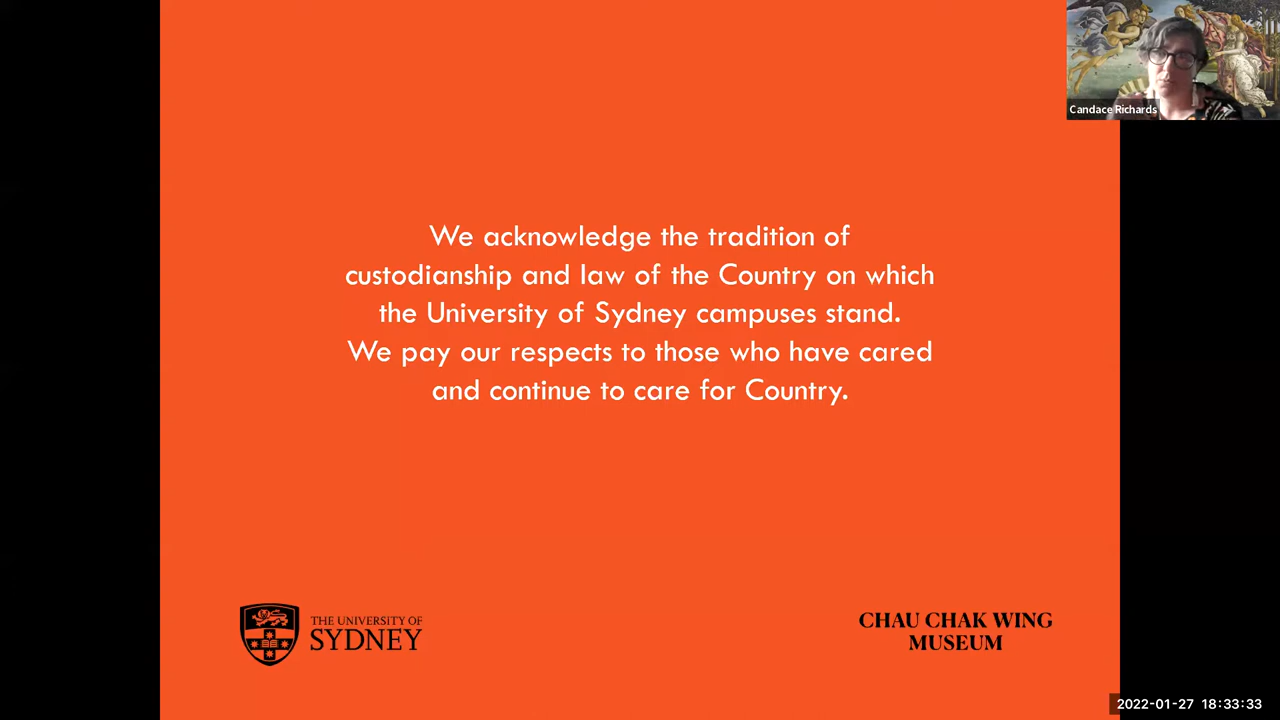 Candace Richards
We acknowledge the tradition of
custodianship and law of the Country on which
the University of Sydney campuses stand.
We pay our respects to those who have cared
and continue to care for Country.
THE UNIVERSITY OF
SYDNEY
CHAU CHAK WING
MUSEUM
2022-01-27 18:33:33